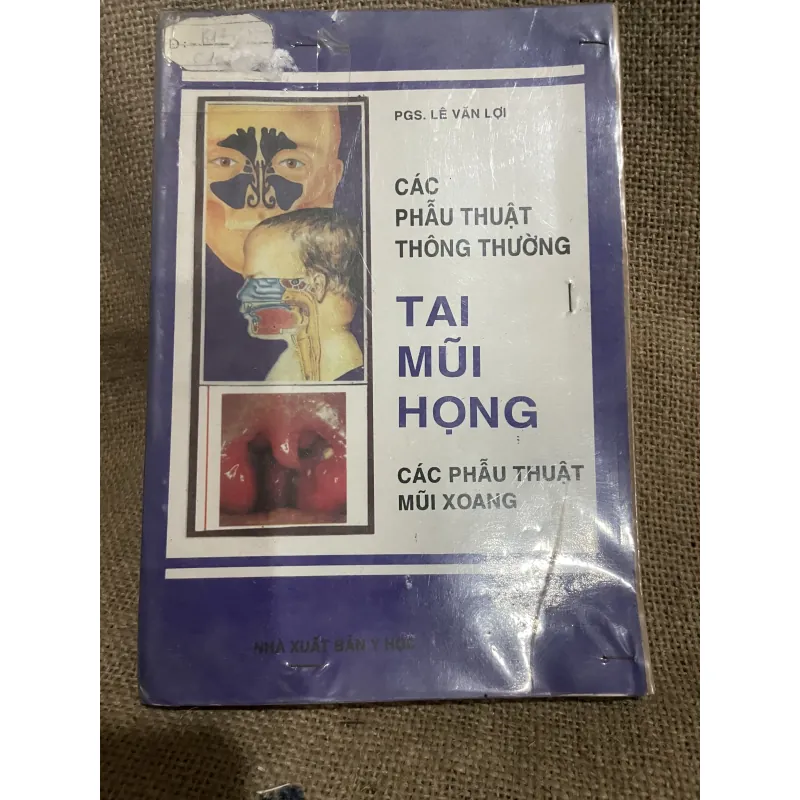 D:
PGS. LÊ VĂN LỢI
CÁC
PHẪU THUẬT
THÔNG THƯỜNG
TAI
MŨI
HỌNG
CÁC PHẪU THUẬT
MŨI XOANG
NHÀ XUẤT BẢN Y HỌC